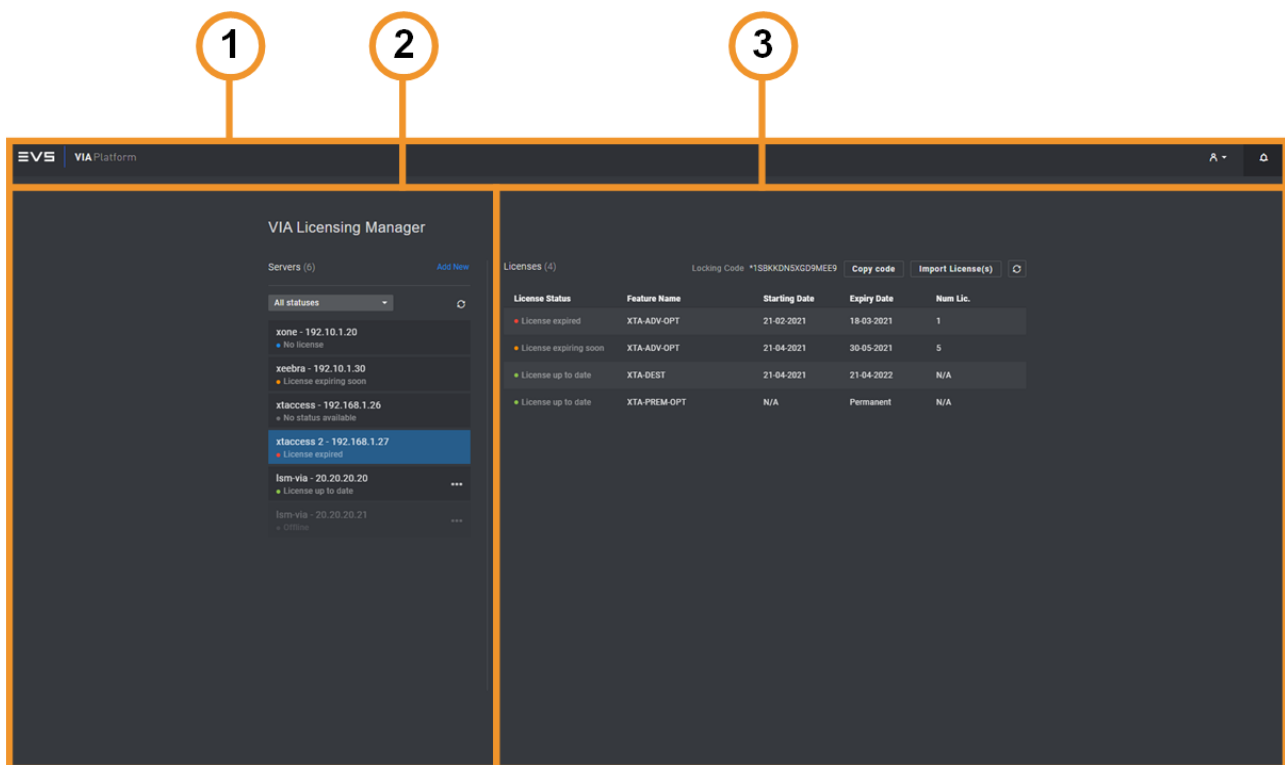 1 2 3
EVS VIA Platform
VIA Licensing Manager
Servers (6) Add New
All statuses
xone - 192.10.1.20
No license
xeebra - 192.10.1.30
License expiring soon
xtaccess - 192.168.1.26
No status available
xtaccess 2 - 192.168.1.27
License expired
lsm-via - 20.20.20.20
License up to date
lsm-via - 20.20.20.21
Offline
Licenses (4) Locking Code *1SBKKDNSXGD9MEE9 Copy code Import License(s)
License Status Feature Name Starting Date Expiry Date Num Lic.
License expired XTA-ADV-OPT 21-02-2021 18-03-2021 1
License expiring soon XTA-ADV-OPT 21-04-2021 30-05-2021 5
License up to date XTA-DEST 21-04-2021 21-04-2022 N/A
License up to date XTA-PREM-OPT N/A Permanent N/A